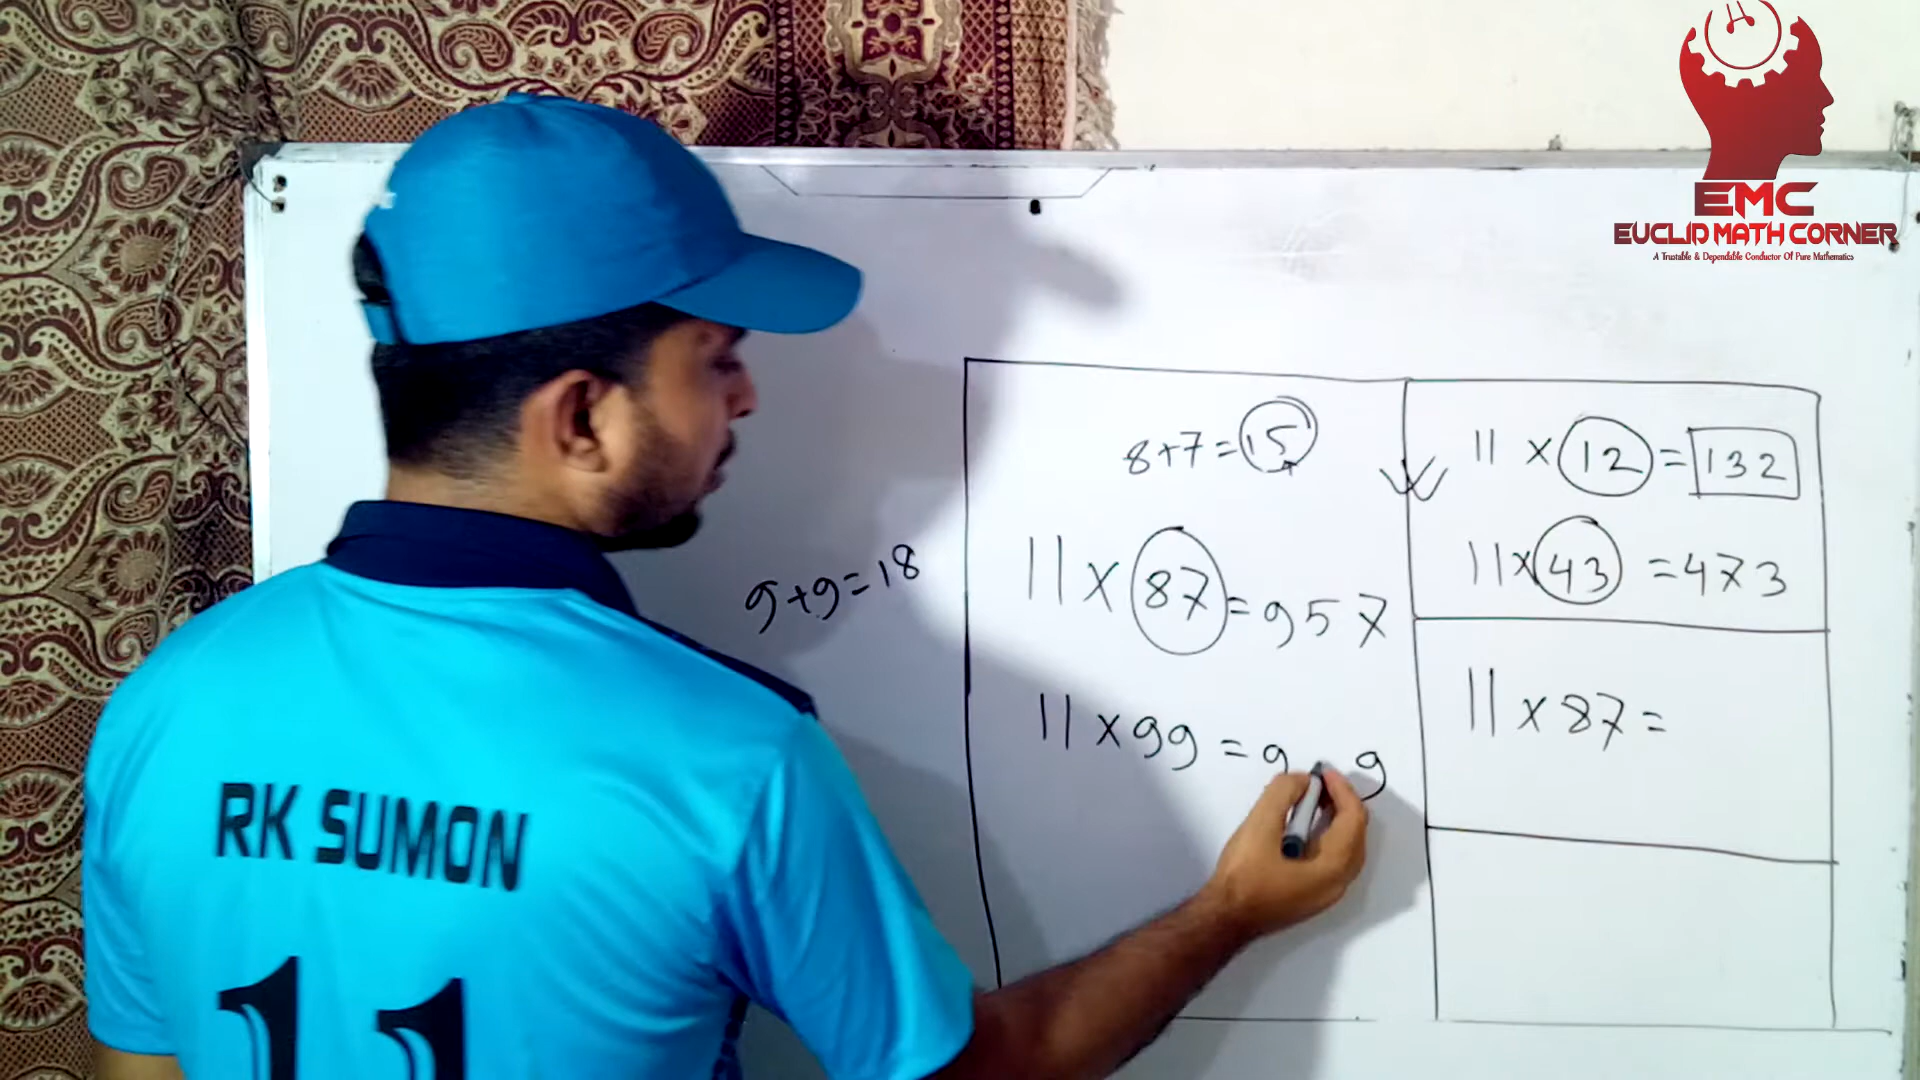 EMC
EUCLID MATH CORNER
A Trustable & Dependable Conductor Of Pure Mathematics
8+7=15
11 × 87 = 957
9+9=18
11 × 99 = 9 9
11 × 12 = 132
11 × 43 = 473
11 × 87 =
RK SUMON
11